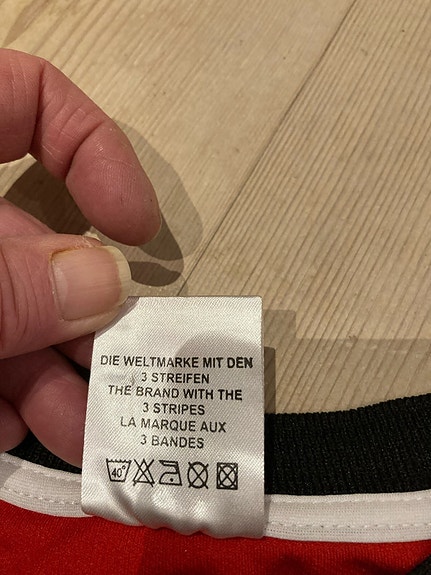 DIE WELTMARKE MIT DEN
3 STREIFEN
THE BRAND WITH THE
3 STRIPES
LA MARQUE AUX
3 BANDES
40°